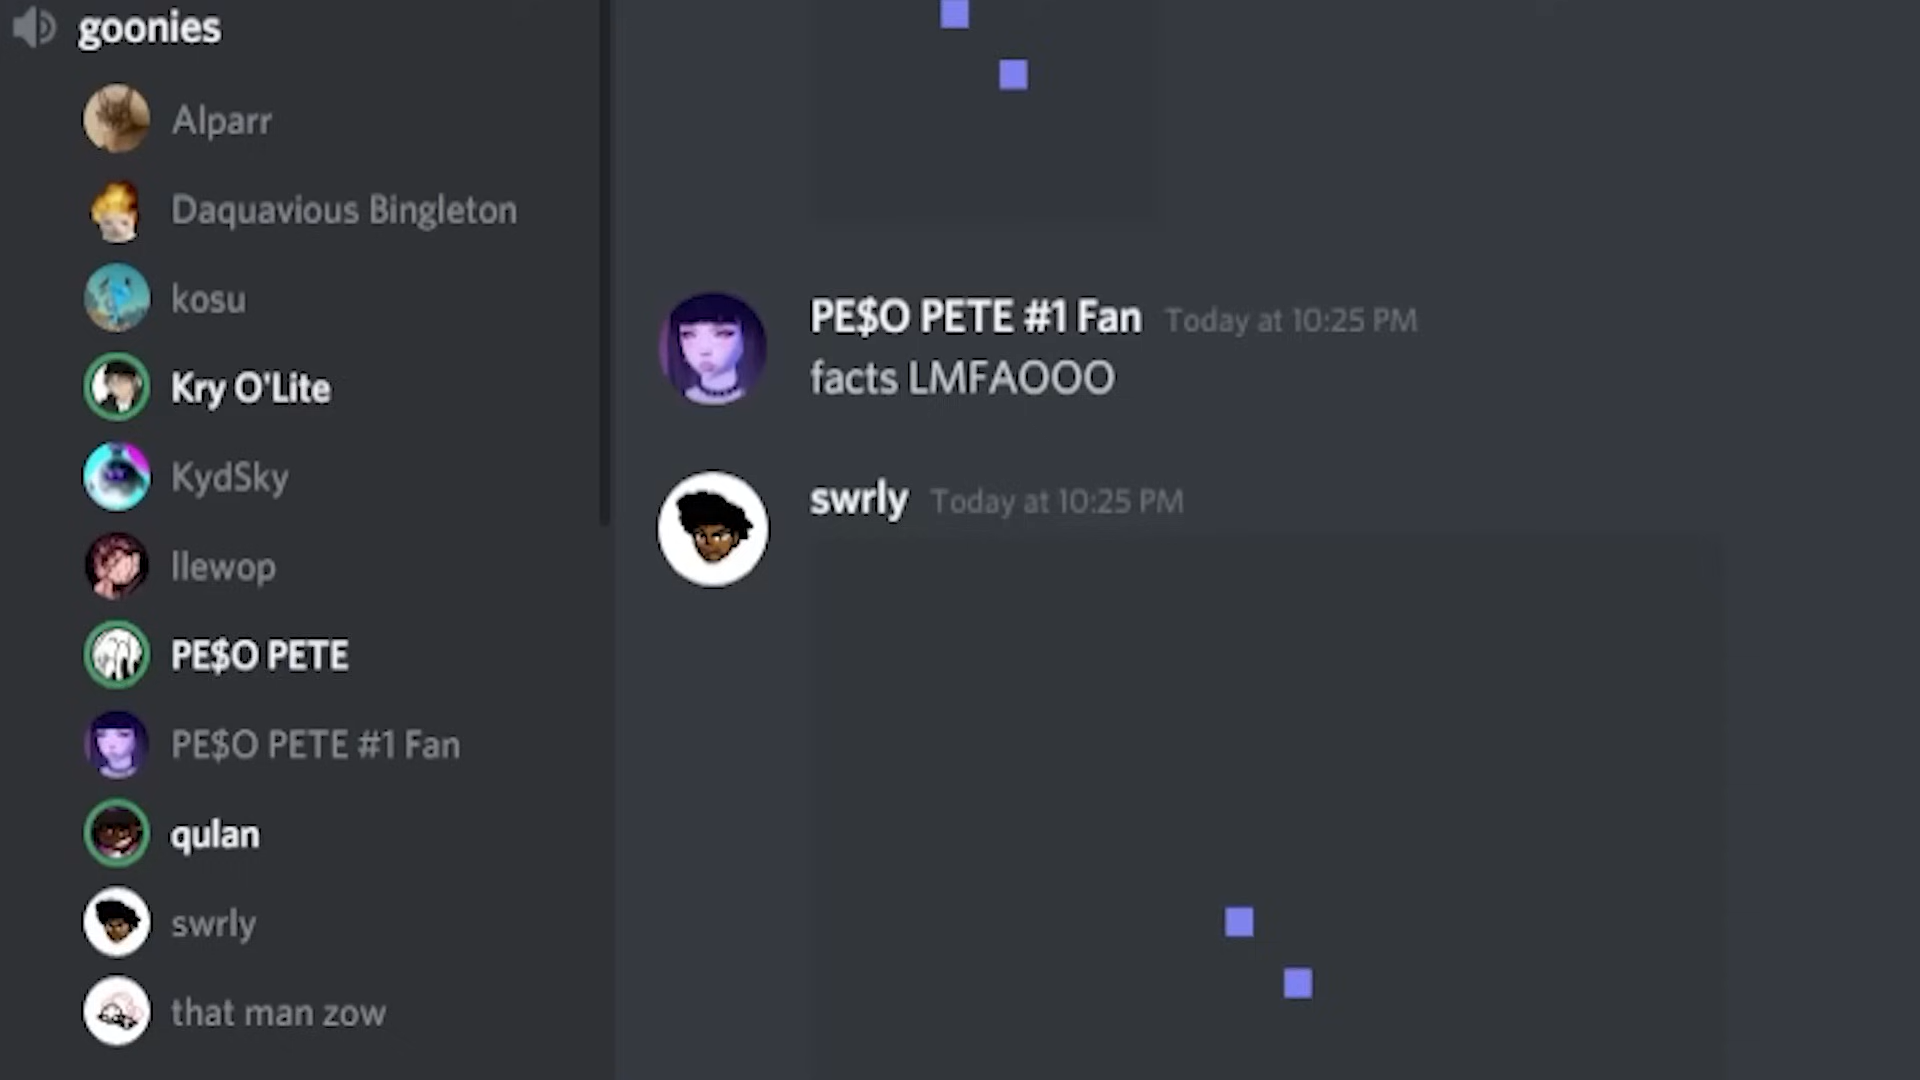 goonies
Alparr
Daquavious Bingleton
kosu
Kry O'Lite
KydSky
llewop
PE$O PETE
PE$O PETE #1 Fan
qulan
swrly
that man zow
PE$O PETE #1 Fan Today at 10:25 PM
facts LMFAOOO
swrly Today at 10:25 PM